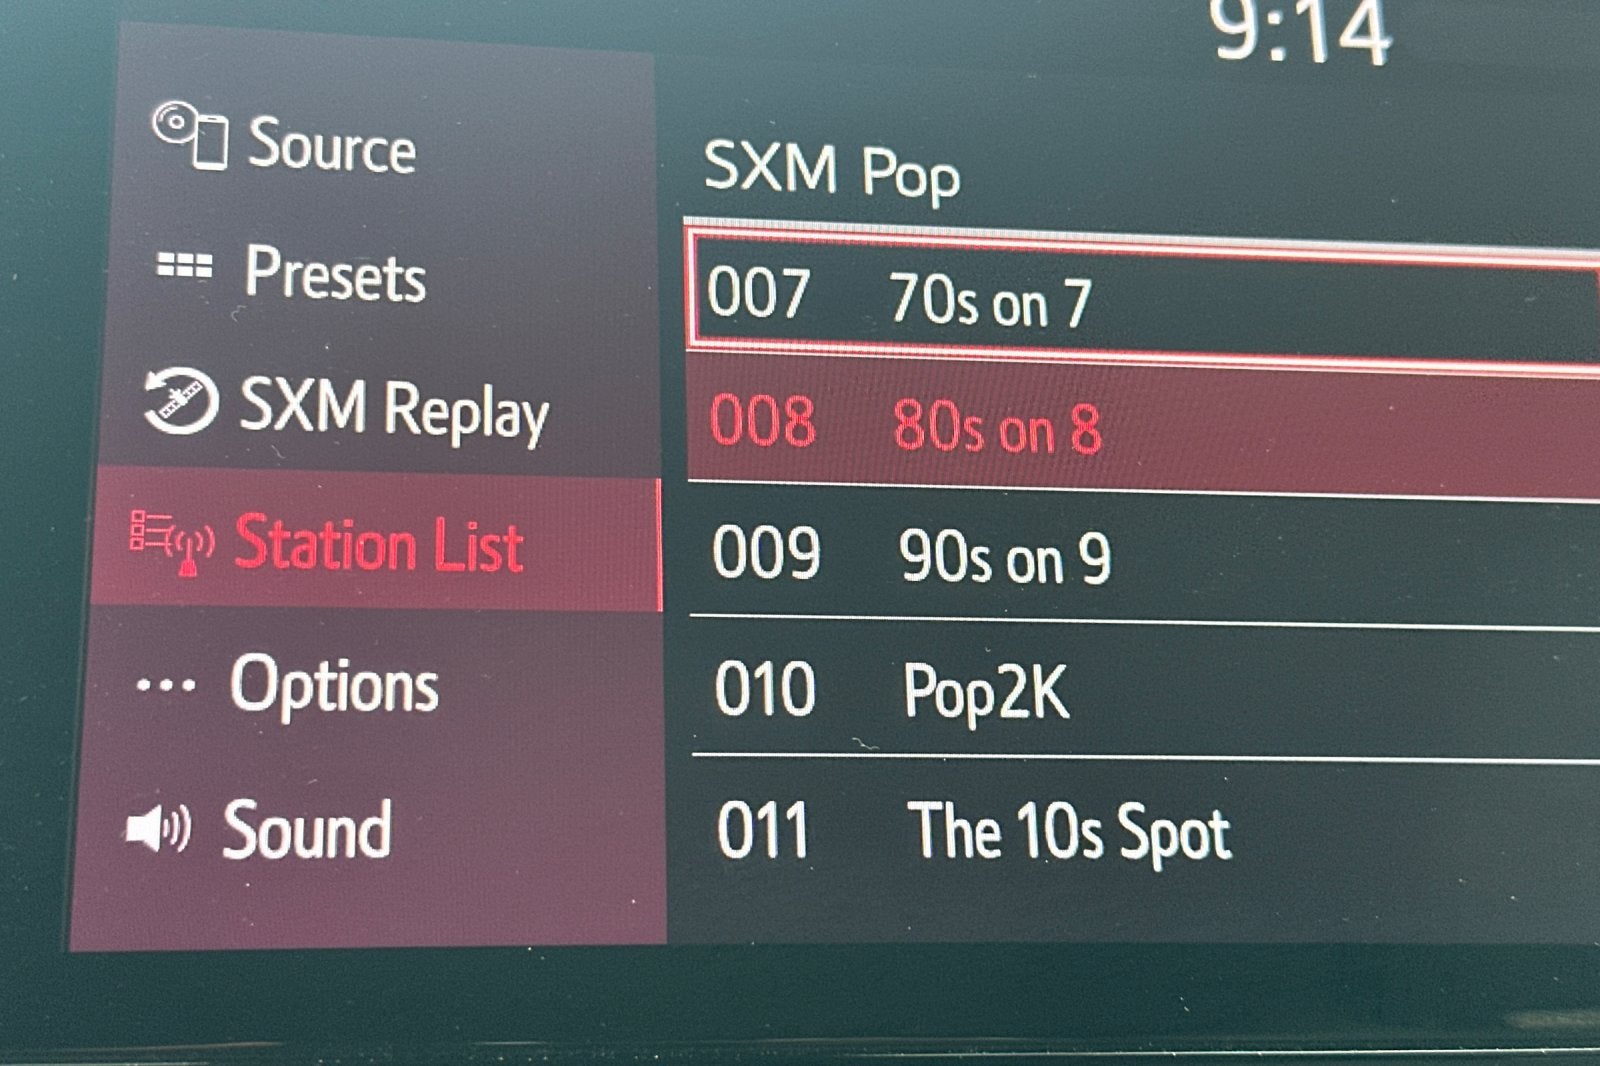 9:14
Source
Presets
SXM Replay
Station List
Options
Sound
SXM Pop
007 70s on 7
008 80s on 8
009 90s on 9
010 Pop2K
011 The 10s Spot